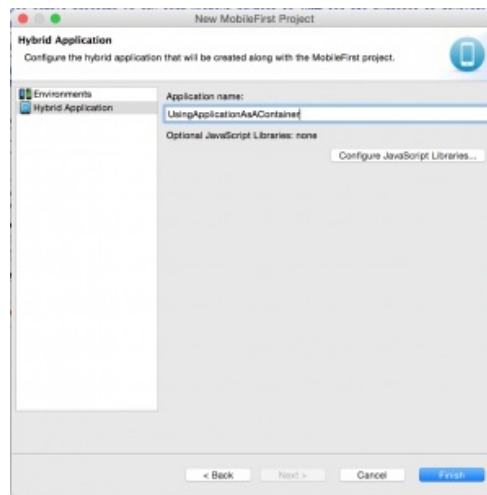 New MobileFirst Project
Hybrid Application
Configure the hybrid application that will be created along with the MobileFirst project.
Environments
Hybrid Application
Application name:
UsingApplicationAsAContainer
Optional JavaScript Libraries: none
Configure JavaScript Libraries...
< Back
Next >
Cancel
Finish